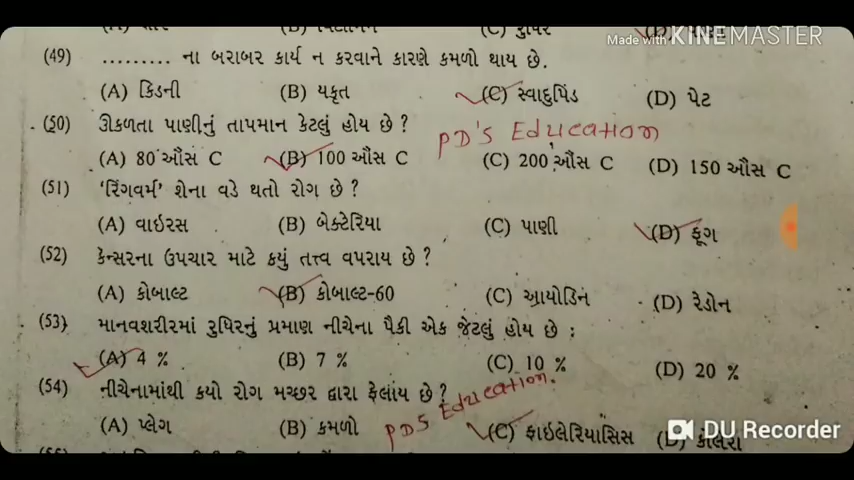 Made with KINEMASTER
(49) ......... ના બરાબર કાર્ય ન કરવાને કારણે કમળો થાય છે.
(A) કિડની (B) યકૃત (C) સ્વાદુપિંડ (D) પેટ
(50) ઊકળતા પાણીનું તાપમાન કેટલું હોય છે ?
PD'S Education
(A) 80 ઔંસ C (B) 100 ઔંસ C (C) 200 ઔંસ C (D) 150 ઔંસ C
(51) 'રિંગવર્મ' શેના વડે થતો રોગ છે ?
(A) વાઇરસ (B) બેક્ટેરિયા (C) પાણી (D) ફૂગ
(52) કેન્સરના ઉપચાર માટે કયું તત્ત્વ વપરાય છે ?
(A) કોબાલ્ટ (B) કોબાલ્ટ-60 (C) આયોડિન (D) રેડોન
(53) માનવશરીરમાં રુધિરનું પ્રમાણ નીચેના પૈકી એક જેટલું હોય છે :
(A) 4 % (B) 7 % (C) 10 % (D) 20 %
(54) નીચેનામાંથી કયો રોગ મચ્છર દ્વારા ફેલાય છે ?
PDS Education.
(A) પ્લેગ (B) કમળો (C) ફાઇલેરિયાસિસ (D) કોલેરા
DU Recorder